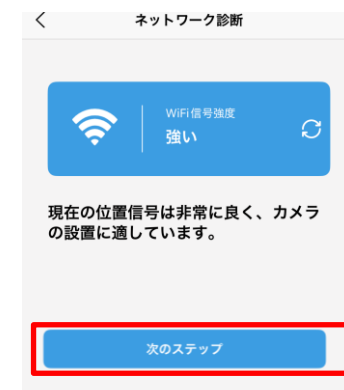 ネットワーク診断
WiFi信号強度
強い
現在の位置信号は非常に良く、カメラ
の設置に適しています。
次のステップ